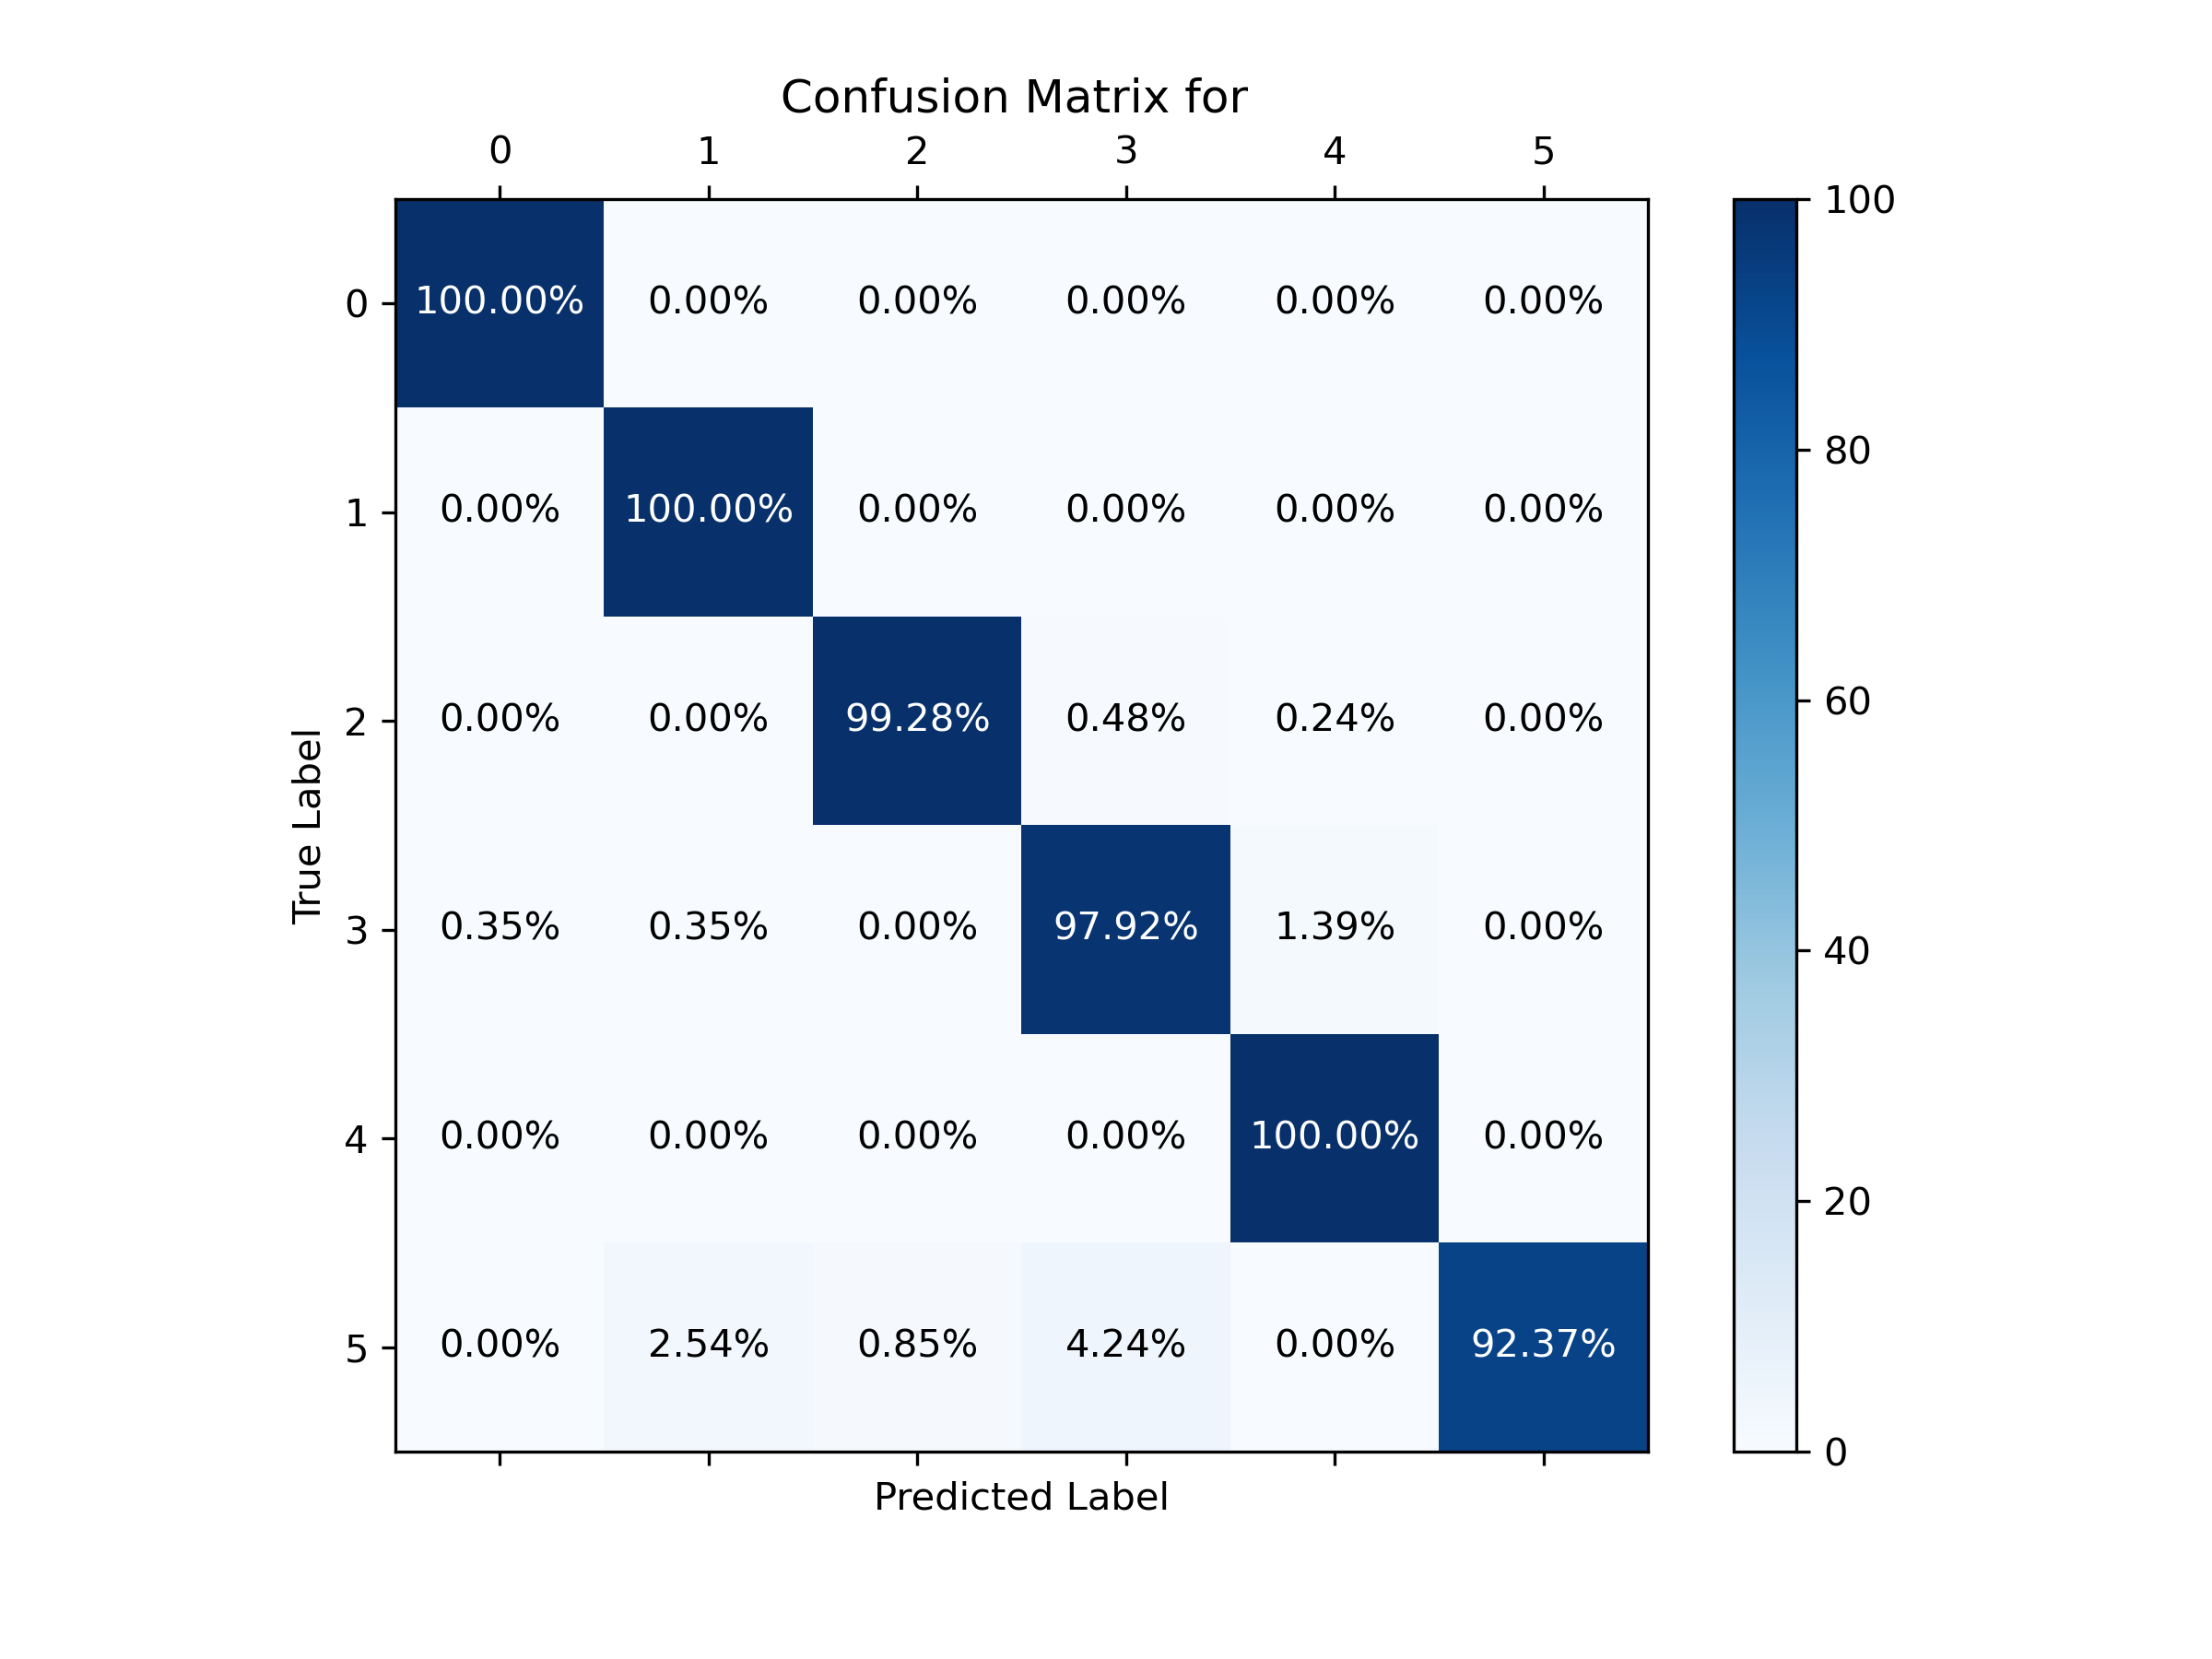 Confusion Matrix for
0 1 2 3 4 5
0 100.00% 0.00% 0.00% 0.00% 0.00% 0.00%
1 0.00% 100.00% 0.00% 0.00% 0.00% 0.00%
2 0.00% 0.00% 99.28% 0.48% 0.24% 0.00%
3 0.35% 0.35% 0.00% 97.92% 1.39% 0.00%
4 0.00% 0.00% 0.00% 0.00% 100.00% 0.00%
5 0.00% 2.54% 0.85% 4.24% 0.00% 92.37%
True Label
Predicted Label
100
80
60
40
20
0